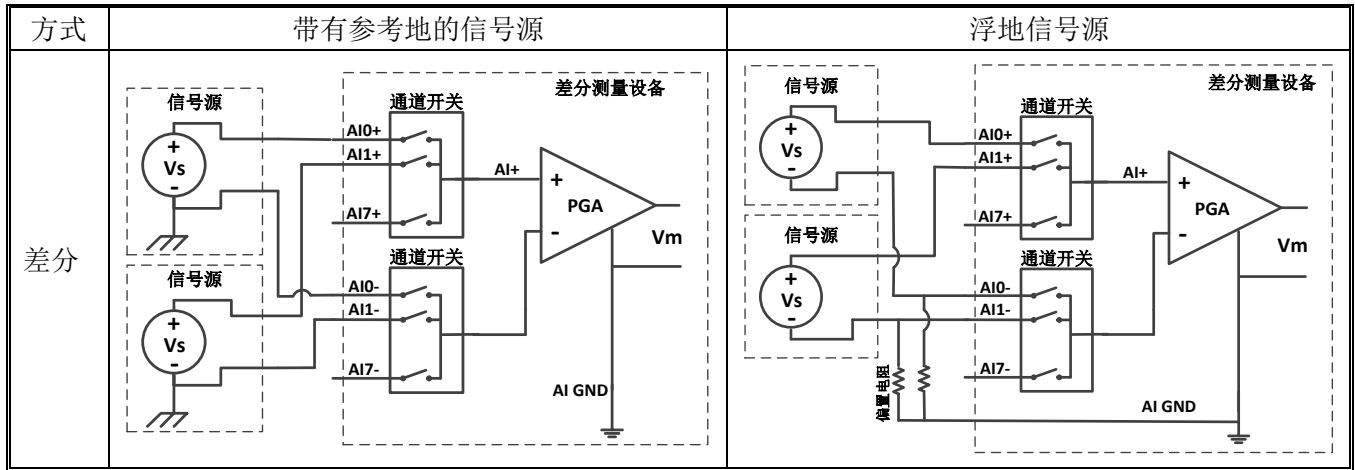 方式
带有参考地的信号源
浮地信号源
差分
信号源
+
Vs
-
信号源
+
Vs
-
差分测量设备
通道开关
AI0+
AI1+
AI7+
AI+
+
PGA
-
Vm
通道开关
AI0-
AI1-
AI7-
AI GND
信号源
+
Vs
-
信号源
+
Vs
-
差分测量设备
通道开关
AI0+
AI1+
AI7+
AI+
+
PGA
-
Vm
通道开关
AI0-
AI1-
AI7-
偏置电阻
AI GND